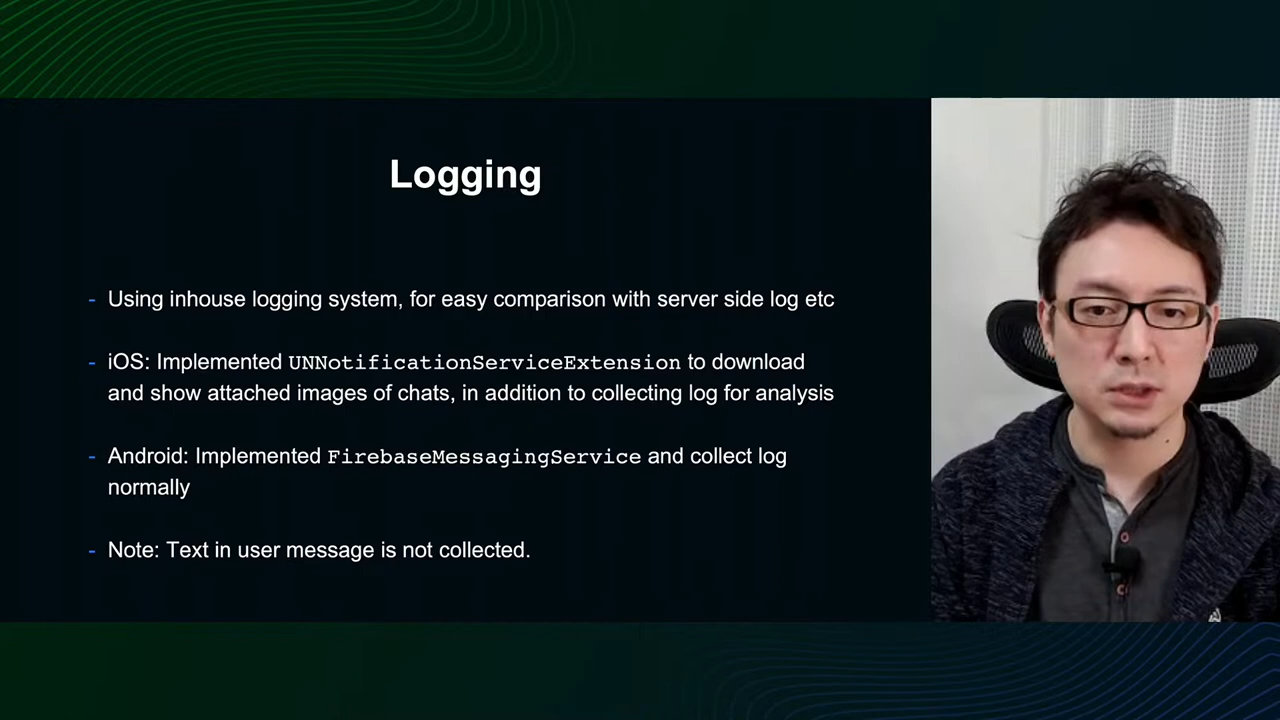 Logging
- Using inhouse logging system, for easy comparison with server side log etc
- iOS: Implemented UNNotificationServiceExtension to download
and show attached images of chats, in addition to collecting log for analysis
- Android: Implemented FirebaseMessagingService and collect log
normally
- Note: Text in user message is not collected.